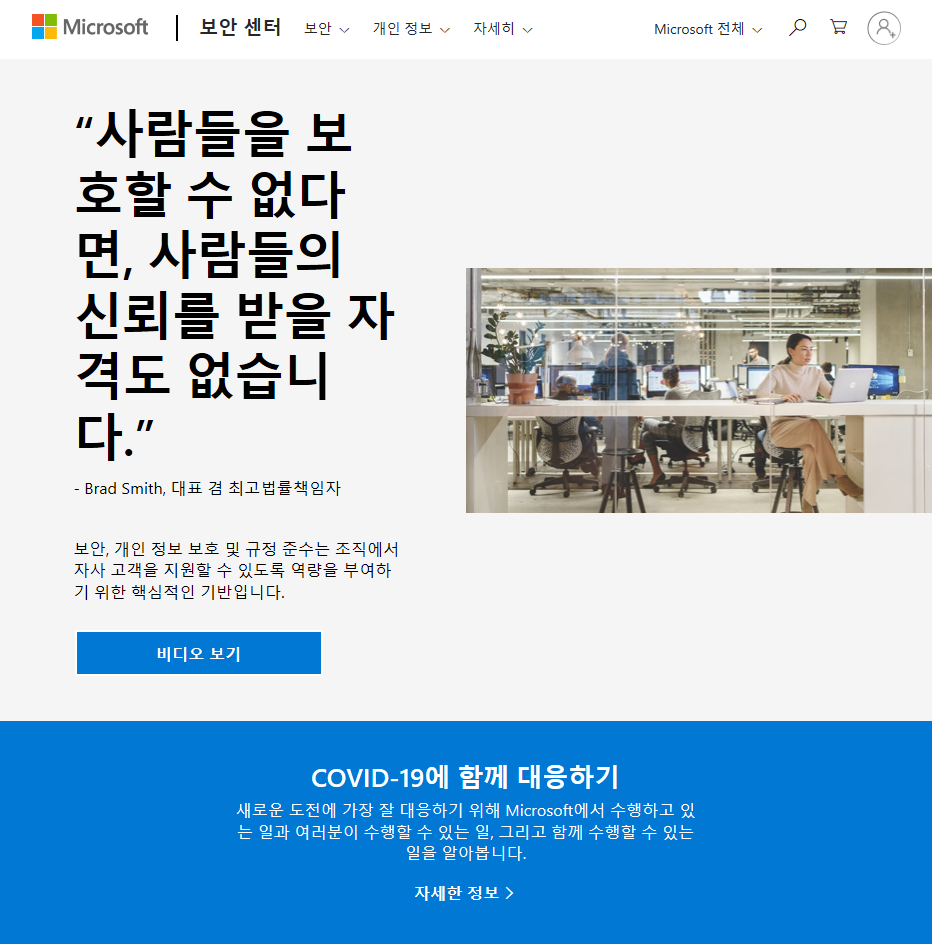 Microsoft
보안 센터
보안
개인 정보
자세히
Microsoft 전체
“사람들을 보
호할 수 없다
면, 사람들의
신뢰를 받을 자
격도 없습니
다.”
- Brad Smith, 대표 겸 최고법률책임자
보안, 개인 정보 보호 및 규정 준수는 조직에서
자사 고객을 지원할 수 있도록 역량을 부여하
기 위한 핵심적인 기반입니다.
비디오 보기
COVID-19에 함께 대응하기
새로운 도전에 가장 잘 대응하기 위해 Microsoft에서 수행하고 있
는 일과 여러분이 수행할 수 있는 일, 그리고 함께 수행할 수 있는
일을 알아봅니다.
자세한 정보